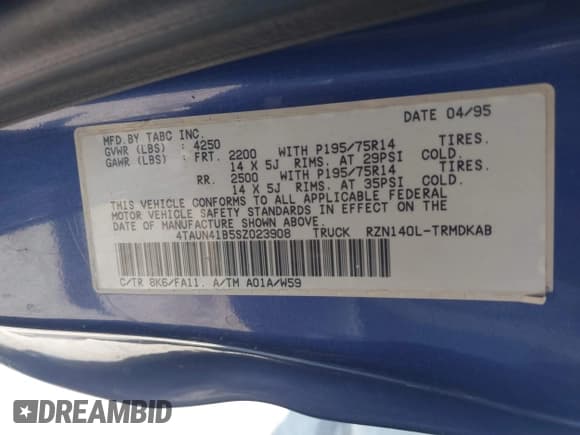 DATE 04/95
MFD.BY TABC INC.
GVWR (LBS) : 4250
GAWR (LBS) : FRT. 2200 WITH P195/75R14 TIRES.
14 X 5J RIMS. AT 29PSI COLD.
RR. 2500 WITH P195/75R14 TIRES.
14 X 5J RIMS. AT 35PSI COLD.
THIS VEHICLE CONFORMS TO ALL APPLICABLE FEDERAL
MOTOR VEHICLE SAFETY STANDARDS IN EFFECT ON THE
DATE OF MANUFACTURE SHOWN ABOVE.
4TAUN41B5SZ023908 TRUCK RZN140L-TRMDKAB
C/TR 8K6/FA11. A/TM A01A/W59
DREAMBID